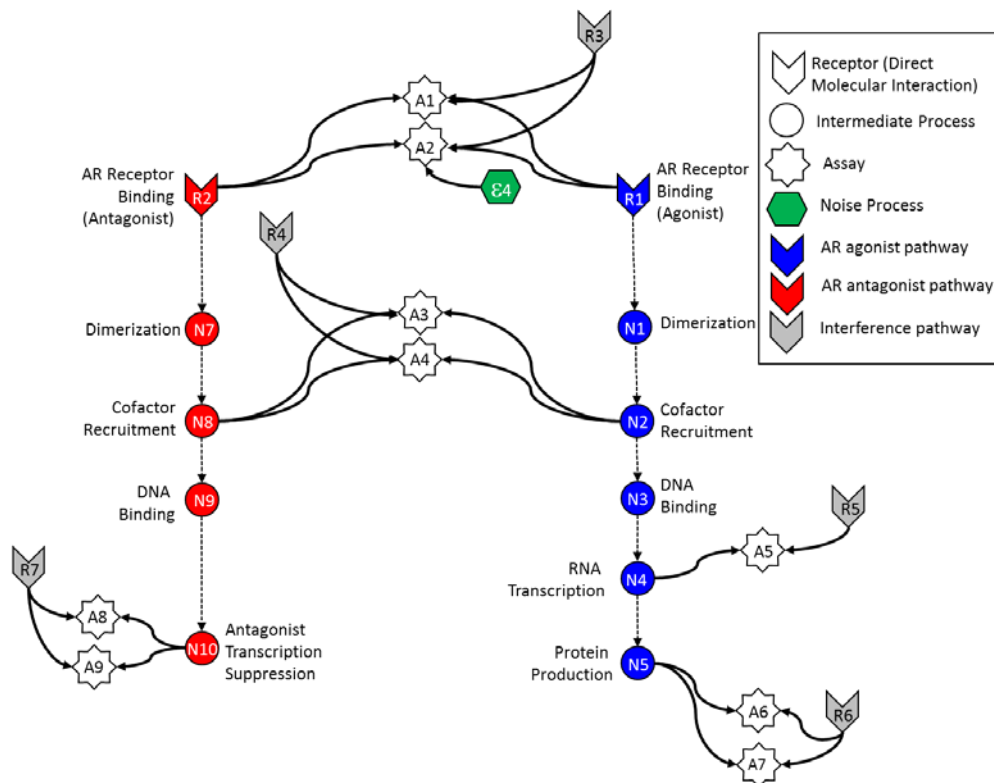 R3
A1
A2
AR Receptor
Binding
(Antagonist)
R2
ε4
R1
AR Receptor
Binding
(Agonist)
R4
A3
A4
Dimerization
N7
N1
Dimerization
Cofactor
Recruitment
N8
N2
Cofactor
Recruitment
DNA
Binding
N9
N3
DNA
Binding
R5
A5
RNA
Transcription
N4
R7
A8
A9
N10
Antagonist
Transcription
Suppression
Protein
Production
N5
A6
R6
A7
Receptor (Direct
Molecular Interaction)
Intermediate Process
Assay
Noise Process
AR agonist pathway
AR antagonist pathway
Interference pathway